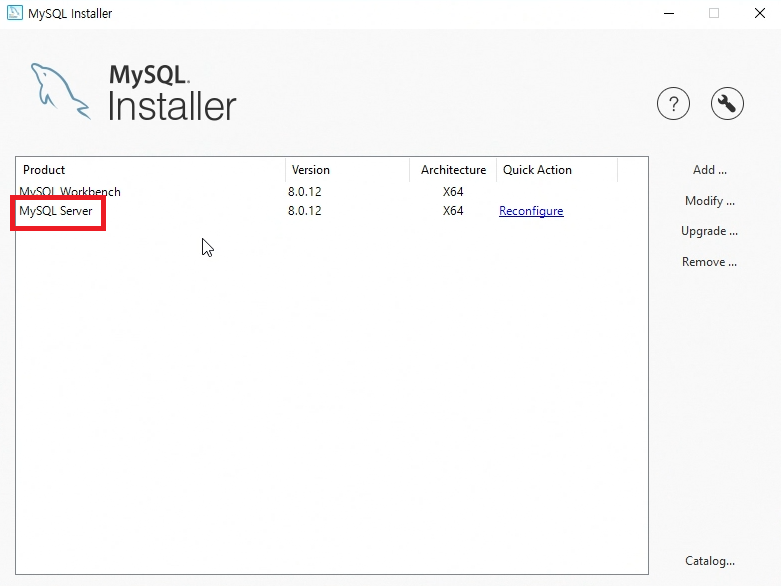 MySQL Installer
MySQL.
Installer
?
Product Version Architecture Quick Action
MySQL Workbench 8.0.12 X64
MySQL Server 8.0.12 X64 Reconfigure
Add ...
Modify ...
Upgrade ...
Remove ...
Catalog...